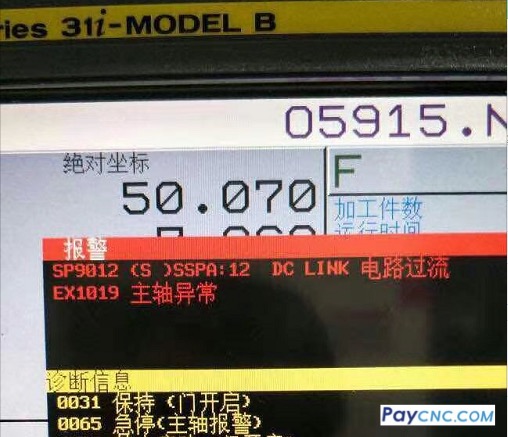 ries 31i-MODEL B
O5915.N
绝对坐标
50.070
F
加工件数
运行时间
报警
SP9012 (S )SSPA:12 DC LINK 电路过流
EX1019 主轴异常
诊断信息
0031 保持 (门开启)
0065 急停(主轴报警)
PayCNC.COM